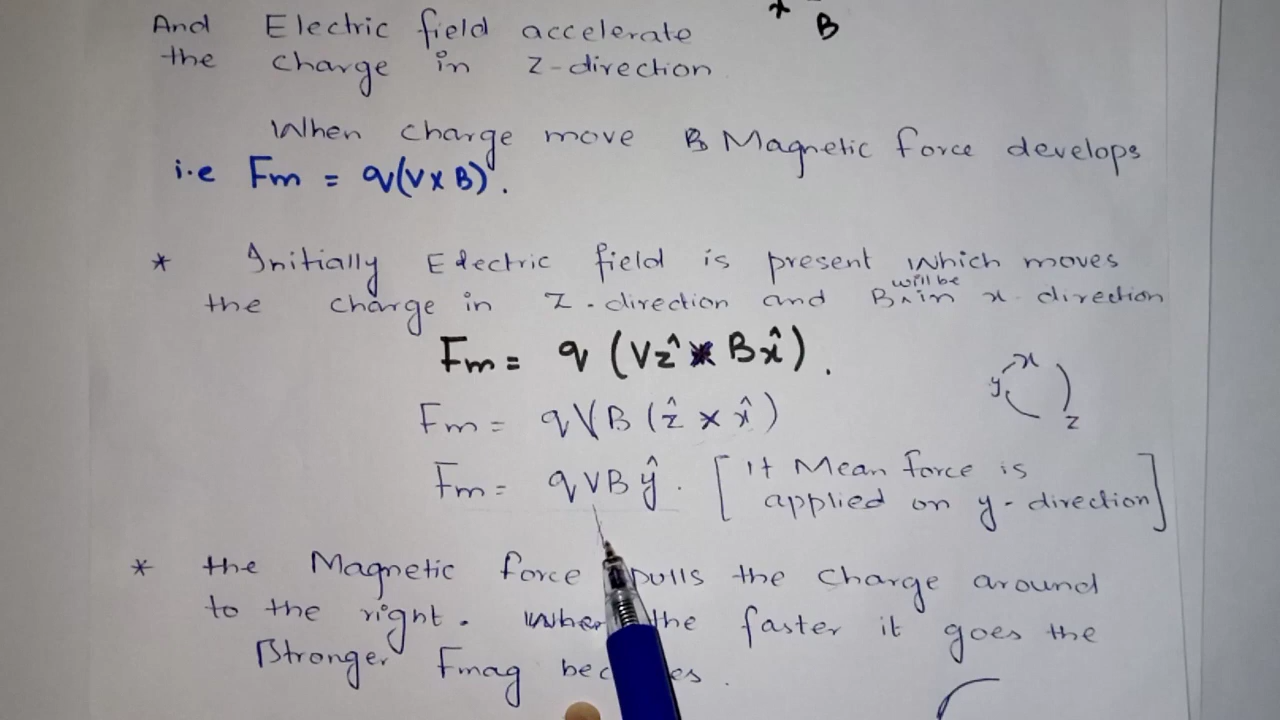 x
B
And Electric field accelerate
the charge in Z-direction
When charge move B Magnetic force develops
i.e Fm = q(V×B).
* Initially Electric field is present which moves
the charge in Z-direction and B^in x-direction
will be
Fm = q (Vẑ × Bx̂).
Fm = qVB (ẑ × x̂)
x
y
z
Fm = qVB ŷ. [It Mean force is
applied on y-direction]
* the Magnetic force pulls the charge around
to the right. the faster it goes the
Stronger Fmag